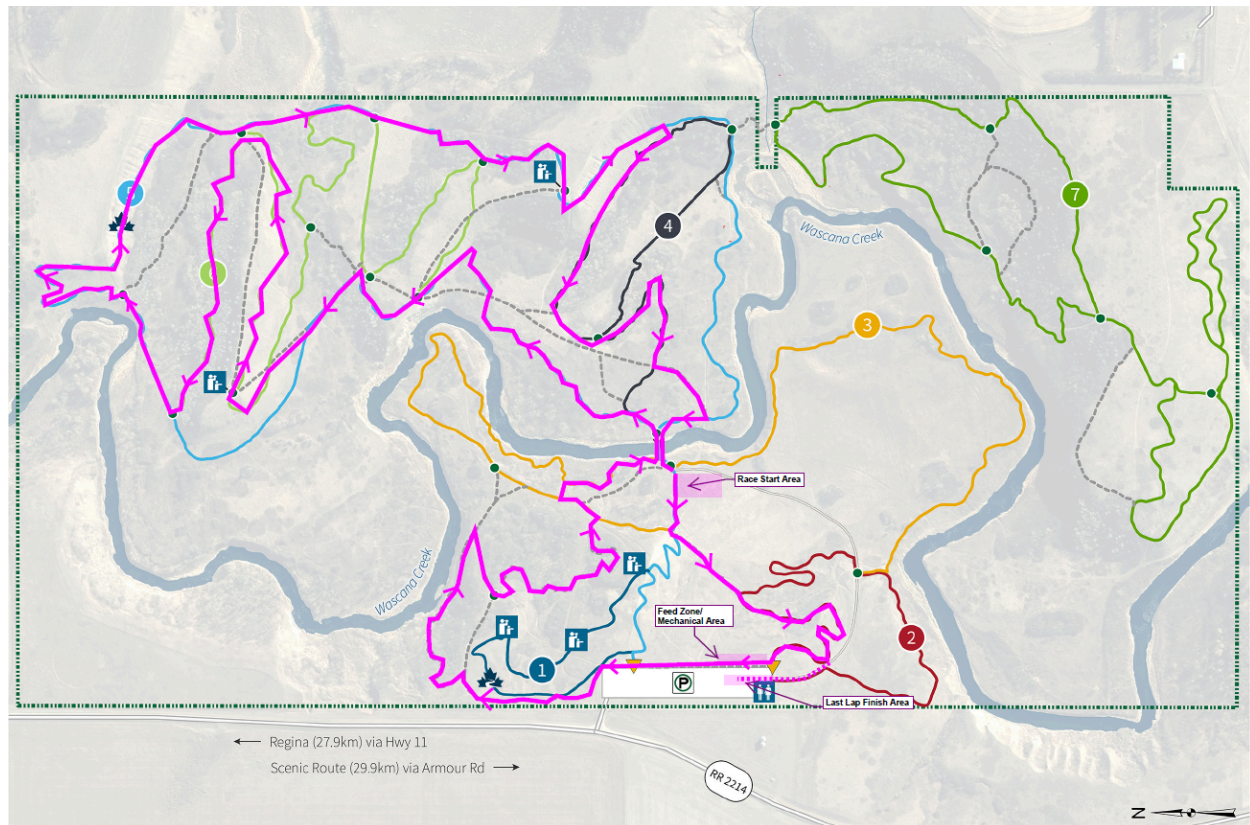 7
4
Wascana Creek
3
Race Start Area
Wascana Creek
Feed Zone/
Mechanical Area
2
1
P
Last Lap Finish Area
Regina (27.9km) via Hwy 11
Scenic Route (29.9km) via Armour Rd
RR 2214
N